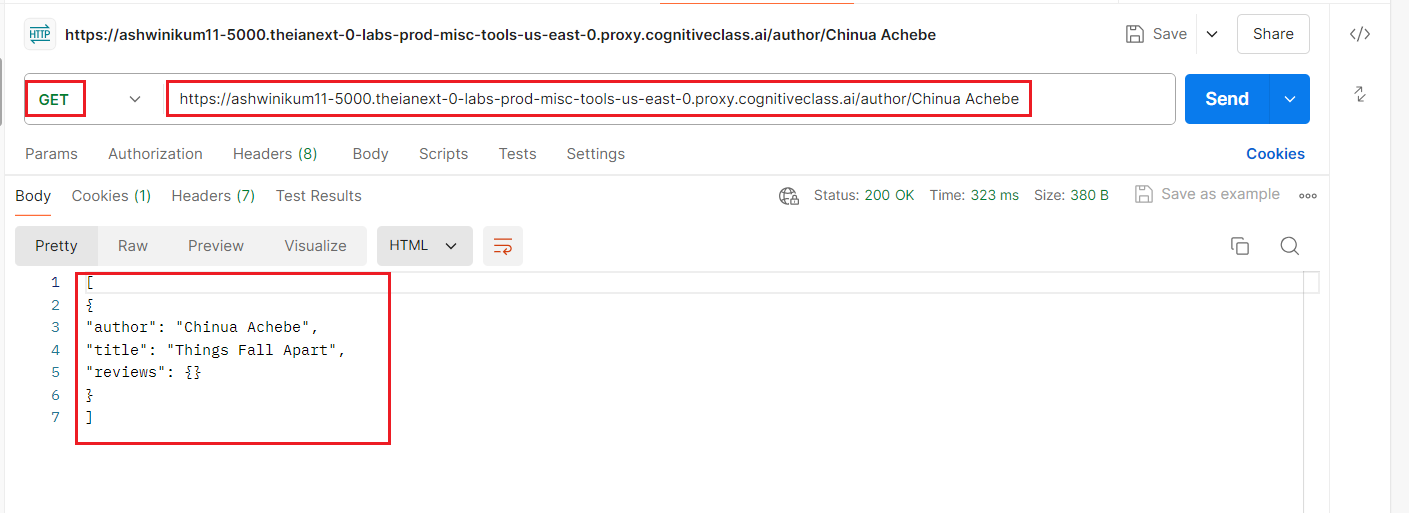 HTTP https://ashwinikum11-5000.theianext-0-labs-prod-misc-tools-us-east-0.proxy.cognitiveclass.ai/author/Chinua Achebe Save Share </>
GET https://ashwinikum11-5000.theianext-0-labs-prod-misc-tools-us-east-0.proxy.cognitiveclass.ai/author/Chinua Achebe Send
Params Authorization Headers (8) Body Scripts Tests Settings Cookies
Body Cookies (1) Headers (7) Test Results Status: 200 OK Time: 323 ms Size: 380 B Save as example
Pretty Raw Preview Visualize HTML
1 [
2 {
3 "author": "Chinua Achebe",
4 "title": "Things Fall Apart",
5 "reviews": {}
6 }
7 ]